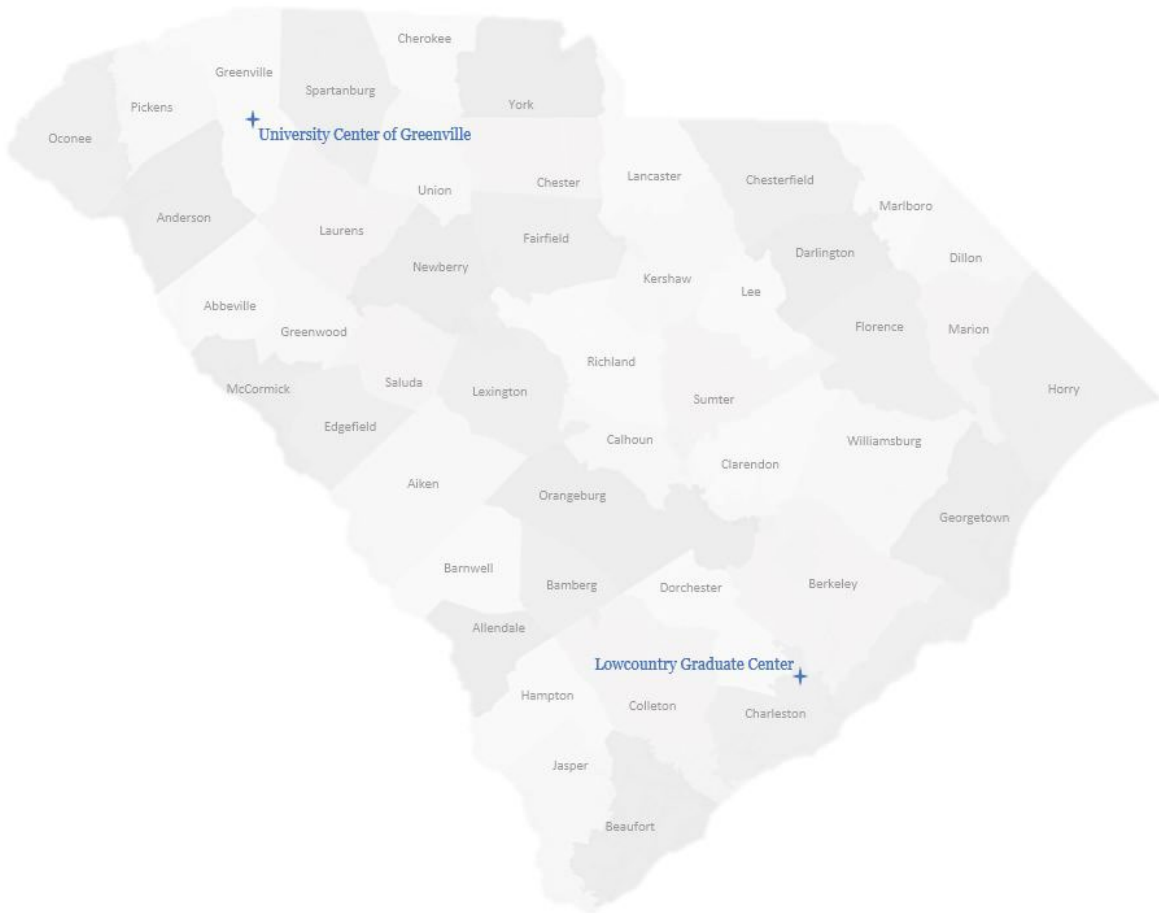 Cherokee
Greenville
Spartanburg
York
Pickens
Oconee
University Center of Greenville
Union
Chester
Lancaster
Chesterfield
Marlboro
Anderson
Laurens
Fairfield
Darlington
Dillon
Newberry
Kershaw
Lee
Abbeville
Greenwood
Florence
Marion
Richland
McCormick
Saluda
Lexington
Sumter
Horry
Edgefield
Calhoun
Clarendon
Williamsburg
Aiken
Orangeburg
Georgetown
Barnwell
Bamberg
Dorchester
Berkeley
Allendale
Lowcountry Graduate Center
Hampton
Colleton
Charleston
Jasper
Beaufort